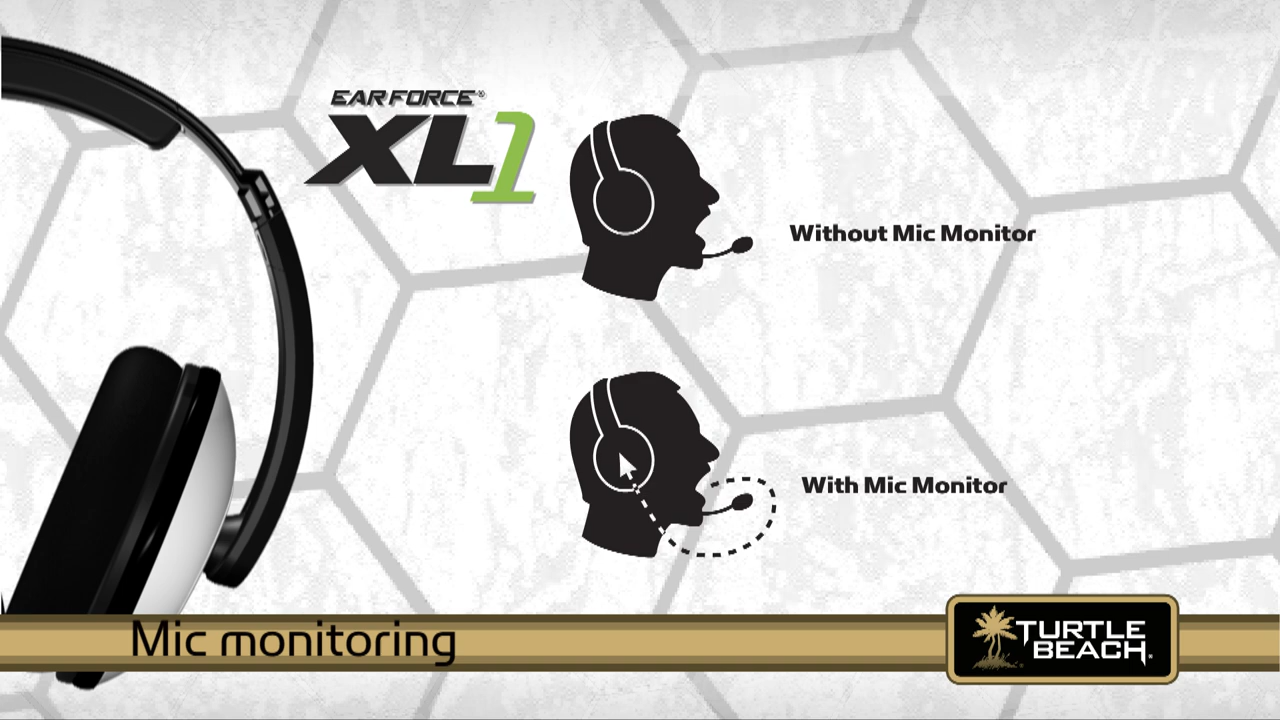 EAR FORCE®
XL1
Without Mic Monitor
With Mic Monitor
Mic monitoring
TURTLE
BEACH®